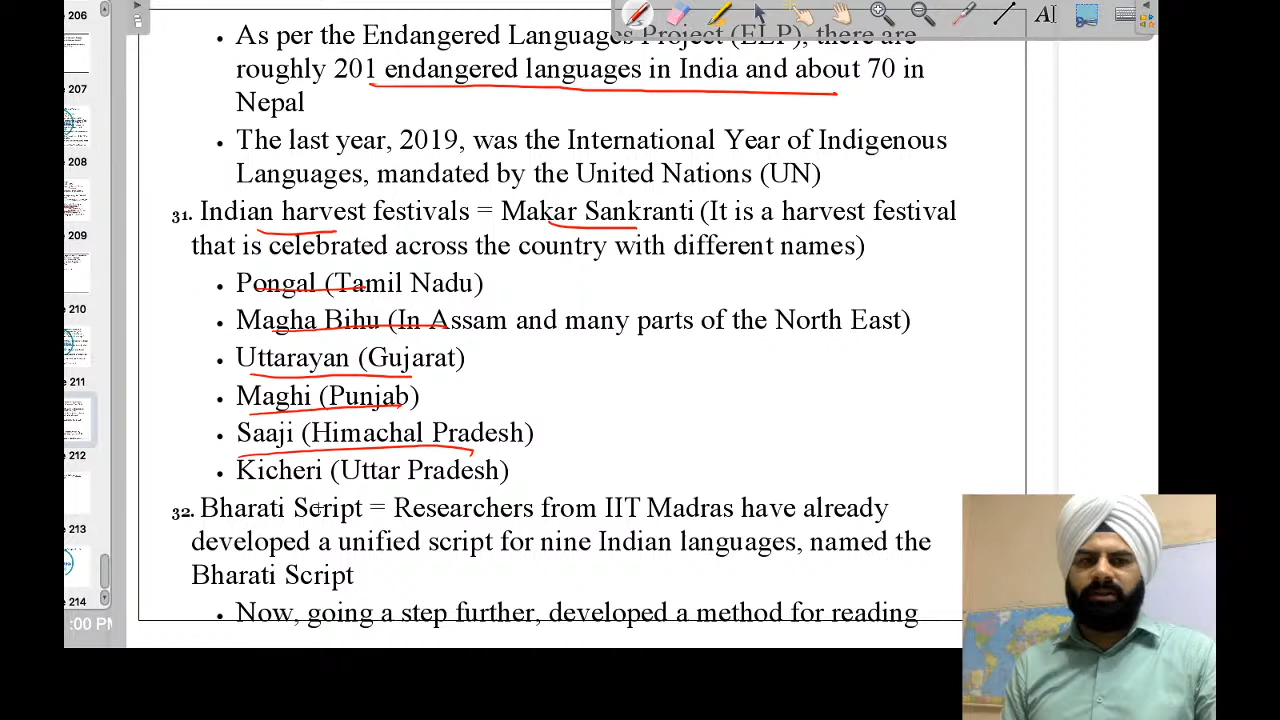 206
207
208
209
210
211
212
213
214
:00 PM
AI
• As per the Endangered Languages Project (ELP), there are
roughly 201 endangered languages in India and about 70 in
Nepal
• The last year, 2019, was the International Year of Indigenous
Languages, mandated by the United Nations (UN)
31. Indian harvest festivals = Makar Sankranti (It is a harvest festival
that is celebrated across the country with different names)
• Pongal (Tamil Nadu)
• Magha Bihu (In Assam and many parts of the North East)
• Uttarayan (Gujarat)
• Maghi (Punjab)
• Saaji (Himachal Pradesh)
• Kicheri (Uttar Pradesh)
32. Bharati Script = Researchers from IIT Madras have already
developed a unified script for nine Indian languages, named the
Bharati Script
• Now, going a step further, developed a method for reading